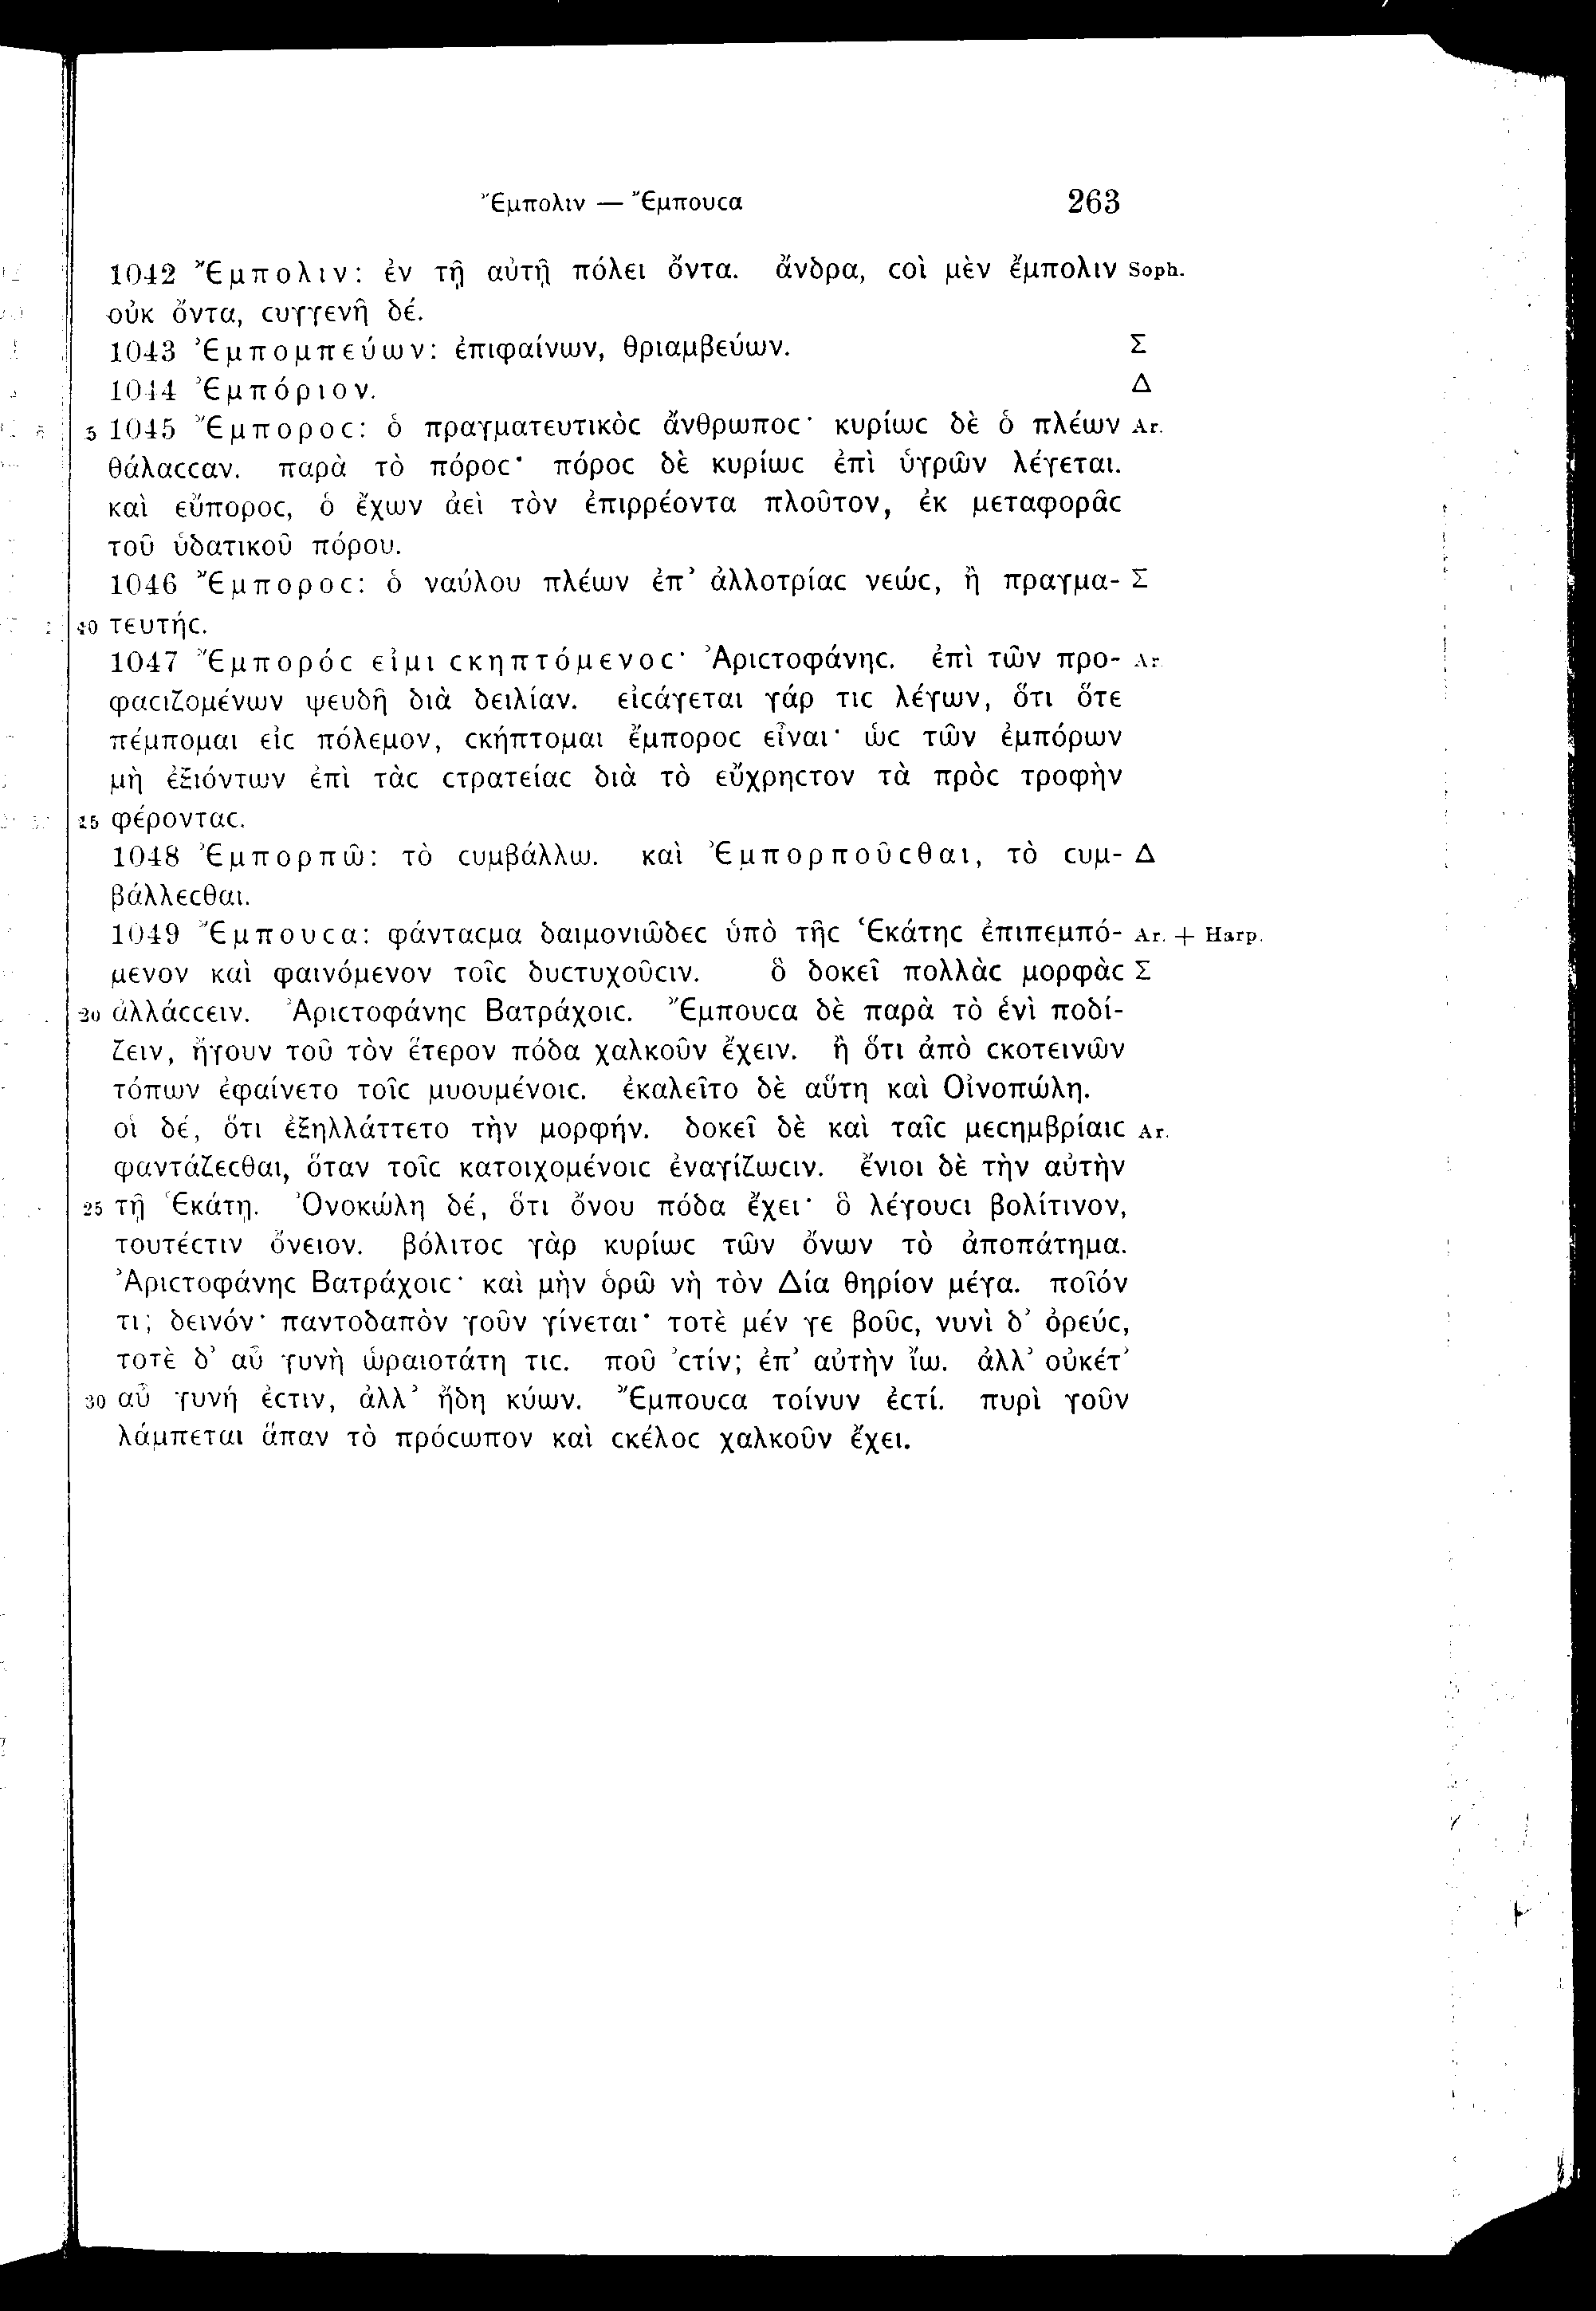 Ἔμπολιν — Ἔμπουϲα 263
1042 Ἔμπολιν: ἐν τῇ αὐτῇ πόλει ὄντα. ἄνδρα, ϲοὶ μὲν ἔμπολιν Soph.
οὐκ ὄντα, ϲυγγενῆ δέ.
1043 Ἐμπομπεύων: ἐπιφαίνων, θριαμβεύων. Σ
1044 Ἐμπόριον. Δ
5 1045 Ἔμποροϲ: ὁ πραγματευτικὸϲ ἄνθρωποϲ· κυρίωϲ δὲ ὁ πλέων Ar.
θάλαϲϲαν. παρὰ τὸ πόροϲ· πόροϲ δὲ κυρίωϲ ἐπὶ ὑγρῶν λέγεται.
καὶ εὔποροϲ, ὁ ἔχων ἀεὶ τὸν ἐπιρρέοντα πλοῦτον, ἐκ μεταφορᾶϲ
τοῦ ὑδατικοῦ πόρου.
1046 Ἔμποροϲ: ὁ ναύλου πλέων ἐπ’ ἀλλοτρίαϲ νεώϲ, ἢ πραγμα- Σ
10 τευτήϲ.
1047 Ἔμπορόϲ εἰμι ϲκηπτόμενοϲ· Ἀριϲτοφάνηϲ. ἐπὶ τῶν προ- Ar.
φαϲιζομένων ψευδῆ διὰ δειλίαν. εἰϲάγεται γάρ τιϲ λέγων, ὅτι ὅτε
πέμπομαι εἰϲ πόλεμον, ϲκήπτομαι ἔμποροϲ εἶναι· ὡϲ τῶν ἐμπόρων
μὴ ἐξιόντων ἐπὶ τὰϲ ϲτρατείαϲ διὰ τὸ εὔχρηϲτον τὰ πρὸϲ τροφὴν
15 φέρονταϲ.
1048 Ἐμπορπῶ: τὸ ϲυμβάλλω. καὶ Ἐμπορποῦϲθαι, τὸ ϲυμ- Δ
βάλλεϲθαι.
1049 Ἔμπουϲα: φάνταϲμα δαιμονιῶδεϲ ὑπὸ τῆϲ Ἑκάτηϲ ἐπιπεμπό- Ar. + Harp.
μενον καὶ φαινόμενον τοῖϲ δυϲτυχοῦϲιν. ὃ δοκεῖ πολλὰϲ μορφὰϲ Σ
20 ἀλλάϲϲειν. Ἀριϲτοφάνηϲ Βατράχοιϲ. Ἔμπουϲα δὲ παρὰ τὸ ἑνὶ ποδί-
ζειν, ἤγουν τοῦ τὸν ἕτερον πόδα χαλκοῦν ἔχειν. ἢ ὅτι ἀπὸ ϲκοτεινῶν
τόπων ἐφαίνετο τοῖϲ μυουμένοιϲ. ἐκαλεῖτο δὲ αὕτη καὶ Οἰνοπώλη.
οἱ δέ, ὅτι ἐξηλλάττετο τὴν μορφήν. δοκεῖ δὲ καὶ ταῖϲ μεϲημβρίαιϲ Ar.
φαντάζεϲθαι, ὅταν τοῖϲ κατοιχομένοιϲ ἐναγίζωϲιν. ἔνιοι δὲ τὴν αὐτὴν
25 τῇ Ἑκάτῃ. Ὀνοκώλη δέ, ὅτι ὄνου πόδα ἔχει· ὃ λέγουϲι βολίτινον,
τουτέϲτιν ὄνειον. βόλιτοϲ γὰρ κυρίωϲ τῶν ὄνων τὸ ἀποπάτημα.
Ἀριϲτοφάνηϲ Βατράχοιϲ· καὶ μὴν ὁρῶ νὴ τὸν Δία θηρίον μέγα. ποῖόν
τι; δεινόν· παντοδαπὸν γοῦν γίνεται· τοτὲ μέν γε βοῦϲ, νυνὶ δ’ ὀρεύϲ,
τοτὲ δ’ αὖ γυνὴ ὡραιοτάτη τιϲ. ποῦ ’ϲτίν; ἐπ’ αὐτὴν ἴω. ἀλλ’ οὐκέτ’
30 αὖ γυνή ἐϲτιν, ἀλλ’ ἤδη κύων. Ἔμπουϲα τοίνυν ἐϲτί. πυρὶ γοῦν
λάμπεται ἅπαν τὸ πρόϲωπον καὶ ϲκέλοϲ χαλκοῦν ἔχει.